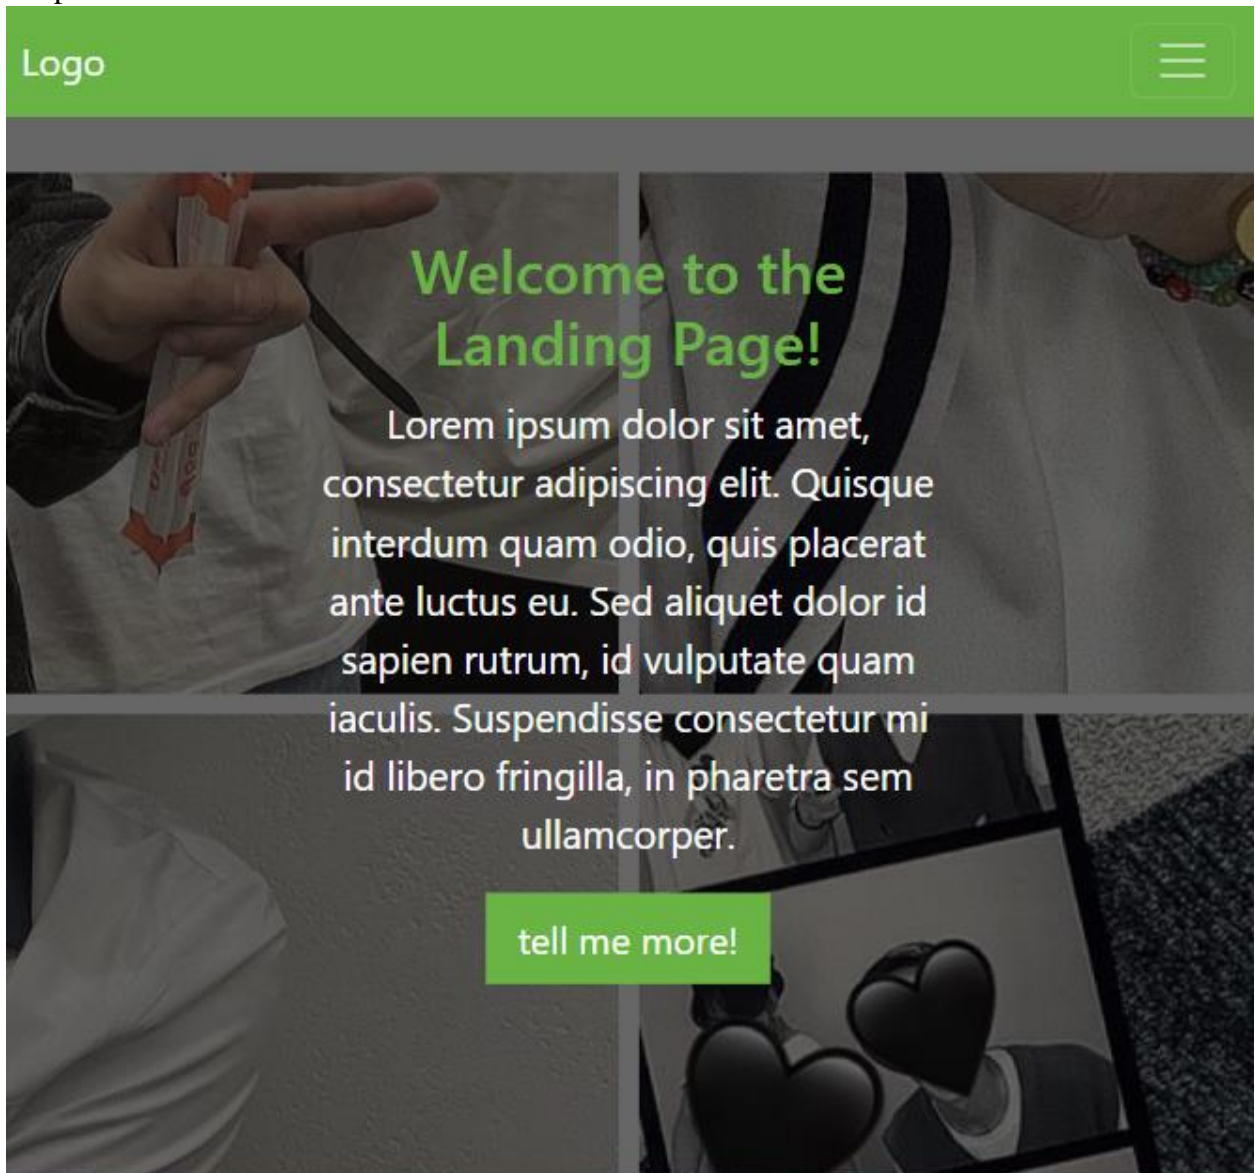 Logo
Welcome to the
Landing Page!
Lorem ipsum dolor sit amet,
consectetur adipiscing elit. Quisque
interdum quam odio, quis placerat
ante luctus eu. Sed aliquet dolor id
sapien rutrum, id vulputate quam
iaculis. Suspendisse consectetur mi
id libero fringilla, in pharetra sem
ullamcorper.
tell me more!